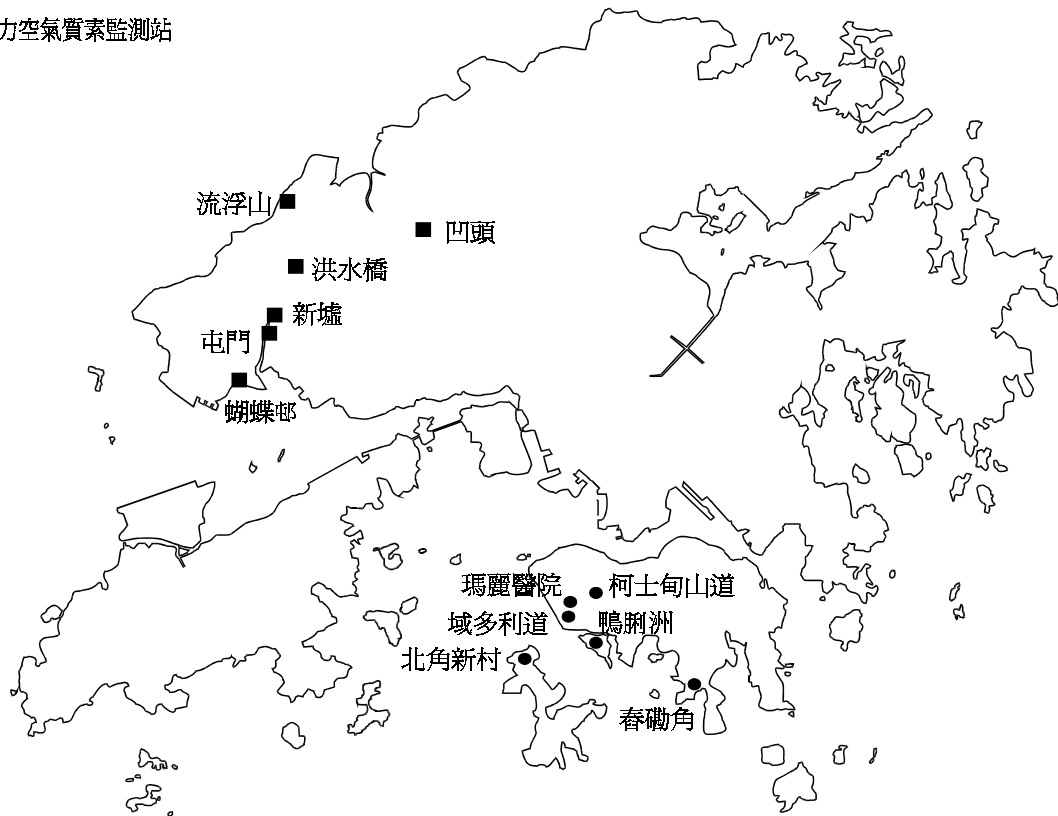 力空氣質素監測站
流浮山
凹頭
洪水橋
新墟
屯門
蝴蝶邨
瑪麗醫院
柯士甸山道
域多利道
鴨脷洲
北角新村
舂磡角